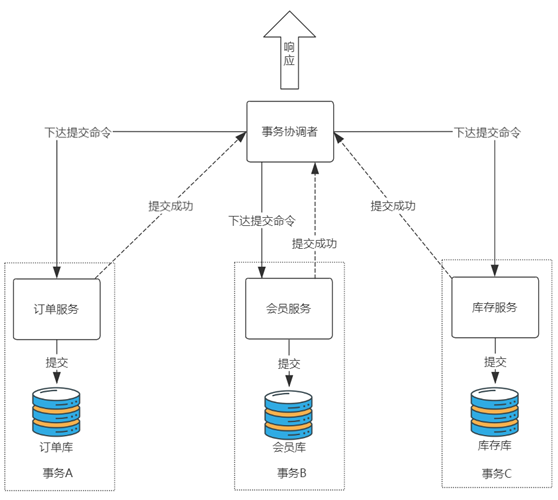 响应
事务协调者
下达提交命令
下达提交命令
下达提交命令
提交成功
提交成功
提交成功
订单服务
会员服务
库存服务
提交
提交
提交
订单库
会员库
库存库
事务A
事务B
事务C